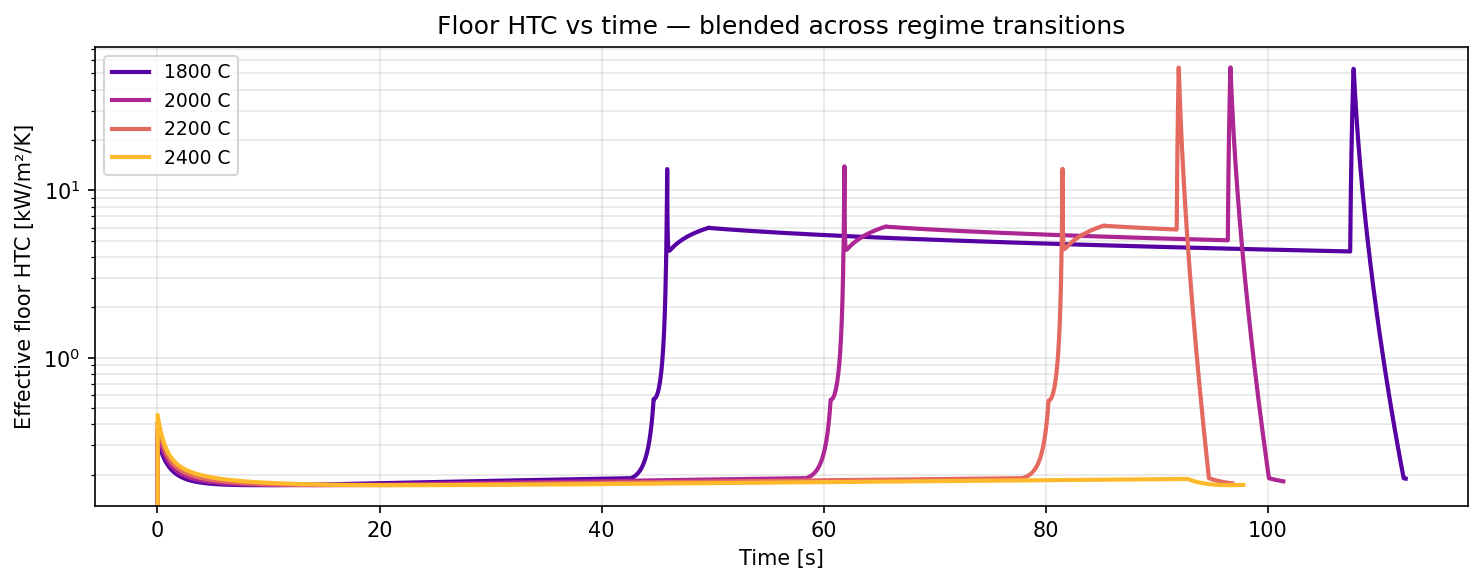 Floor HTC vs time — blended across regime transitions
1800 C
2000 C
2200 C
2400 C
Effective floor HTC [kW/m²/K]
10¹
10⁰
0 20 40 60 80 100
Time [s]